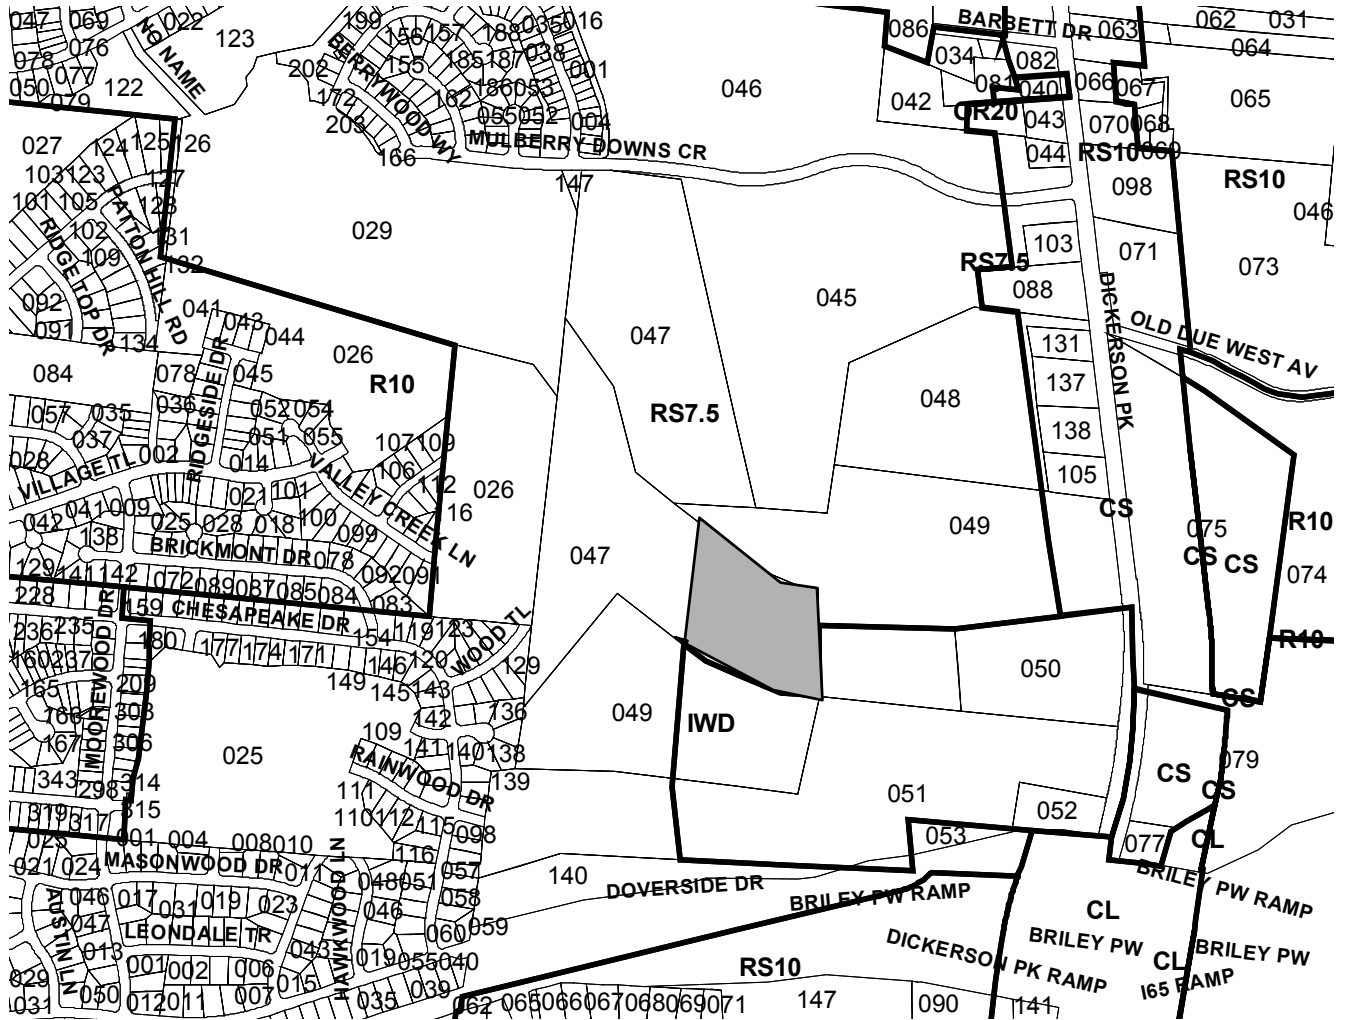 047 069 022 123 199 156 157 188 035 016 086 BARBETT DR 063 062 031
NO NAME
BERRYWOOD WY
076 078 077 050 079 122
202 155 185 187 038 001 034 082 064
172 182 186 053 046 081 040 066 067 065
203 055 052 004 042 OR20 043 070 068
166 MULBERRY DOWNS CR 044 RS10 069
027 124 125 126 147 098 RS10
103 123 127
101 105 128 029 046
PATTON HILL RD
RIDGE TOP DR
102 131 103 071
109 132 RS7.5 073
092 041 045 088
DICKERSON PK
OLD DUE WEST AV
091 134 043 044 047 131
RIDGESIDE DR
084 078 045 026 137
R10
057 035 036 052 054 048
RS7.5
037 051 055 107 109 138
028 002 014 106 105
VILLAGE TL
VALLEY CREEK LN
021 101 112 026 CS
041 009 16
042 025 028 018 100 099 049 075 R10
138 BRICKMONT DR 078 047 CS CS
129 141 142 072 089 087 085 084 092 091 074
228 159 CHESAPEAKE DR 083
MOOREWOOD DR
WOOD TL
236 235 180 177 174 171 154 119 123 R10
160 237 146 120 129 050
165 209 149 145 143 CS
166 303 142 136 049 IWD
167 306 025 109 141 140 138 079
RAINWOOD DR
343 298 314 111 139 CS CS
319 317 315 110 112 115 051 052
025 001 004 008 010 098 053 077 CL
021 024 MASONWOOD DR 011 116 057 140 DOVERSIDE DR BRILEY PW RAMP
HAWKWOOD LN
046 017 031 019 023 048 051 058 BRILEY PW RAMP CL
AUSTIN LN
047 LEONDALE TR 046 060 059 BRILEY PW BRILEY PW
013 043 DICKERSON PK RAMP
029 001 002 006 015 019 055 040 RS10 CL
I65 RAMP
031 050 012 011 007 035 039 062 065 066 067 068 069 071 147 090 141